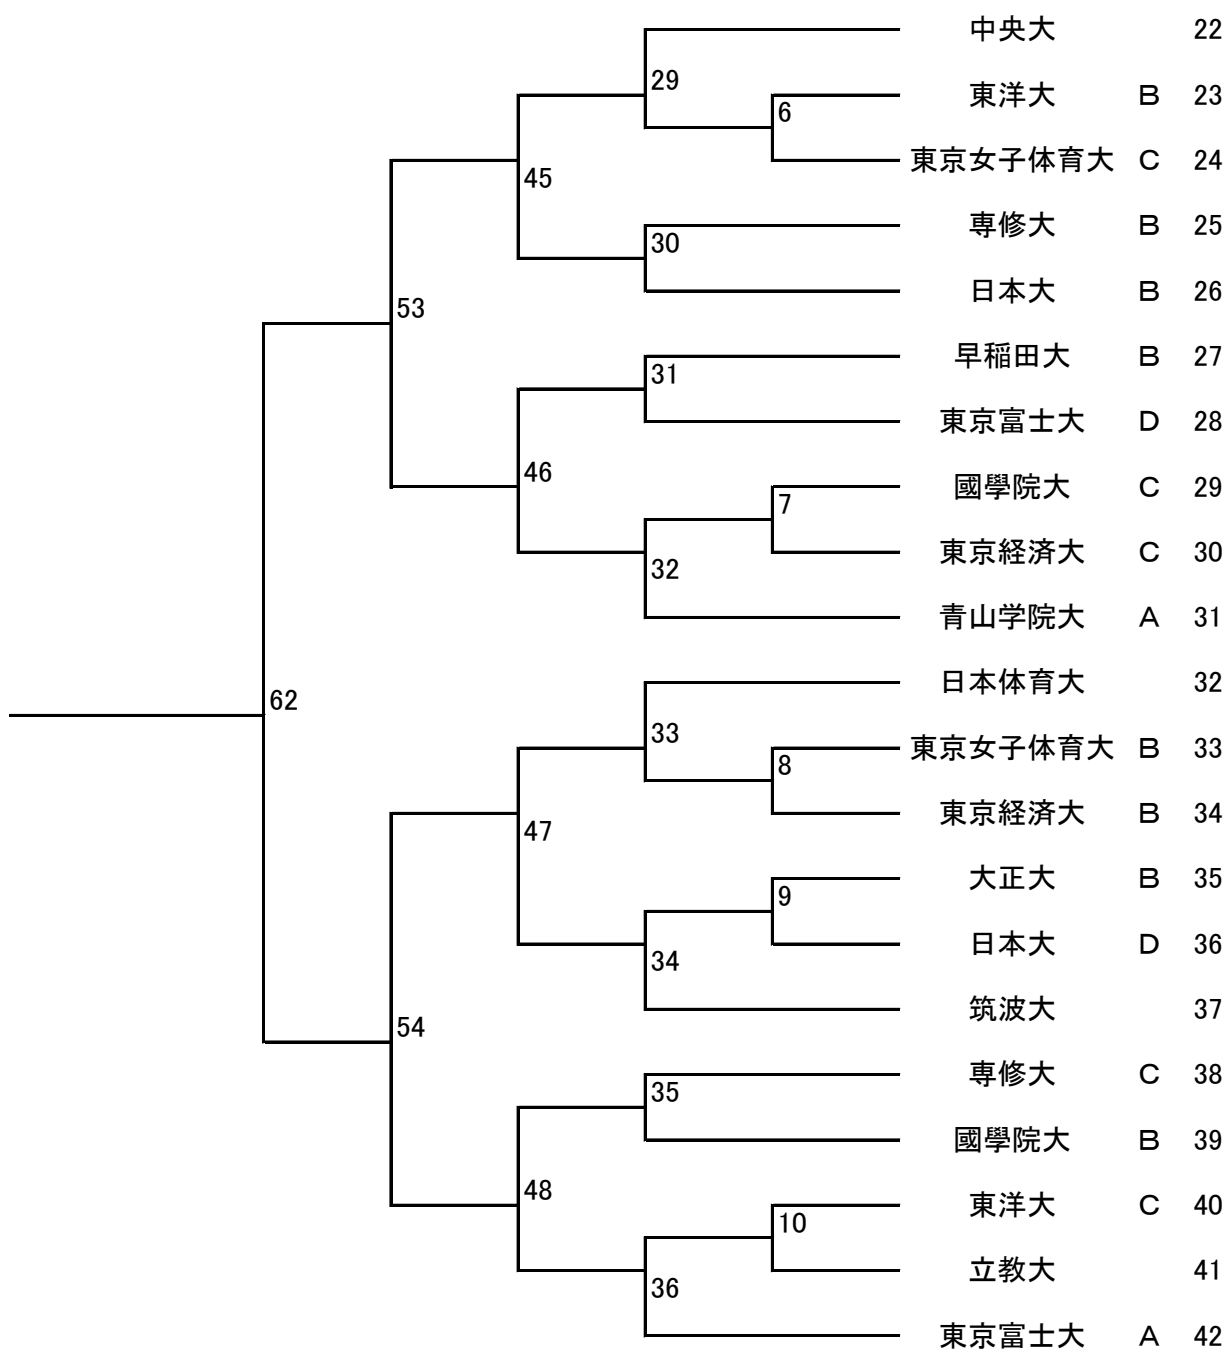 中央大 22
29
東洋大 B 23
6
東京女子体育大 C 24
45
専修大 B 25
30
日本大 B 26
53
早稲田大 B 27
31
東京富士大 D 28
46
國學院大 C 29
7
東京経済大 C 30
32
青山学院大 A 31
日本体育大 32
62
33
東京女子体育大 B 33
8
東京経済大 B 34
47
大正大 B 35
9
日本大 D 36
34
筑波大 37
54
専修大 C 38
35
國學院大 B 39
48
東洋大 C 40
10
立教大 41
36
東京富士大 A 42